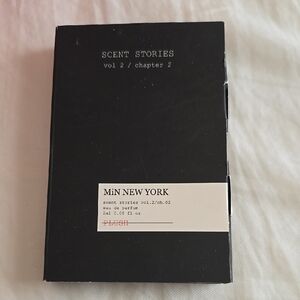 SCENT STORIES
vol 2 / chapter 2
MiN NEW YORK
scent stories vol.2/ch.02
eau de parfum
2ml 0.06 fl oz
PLUSH